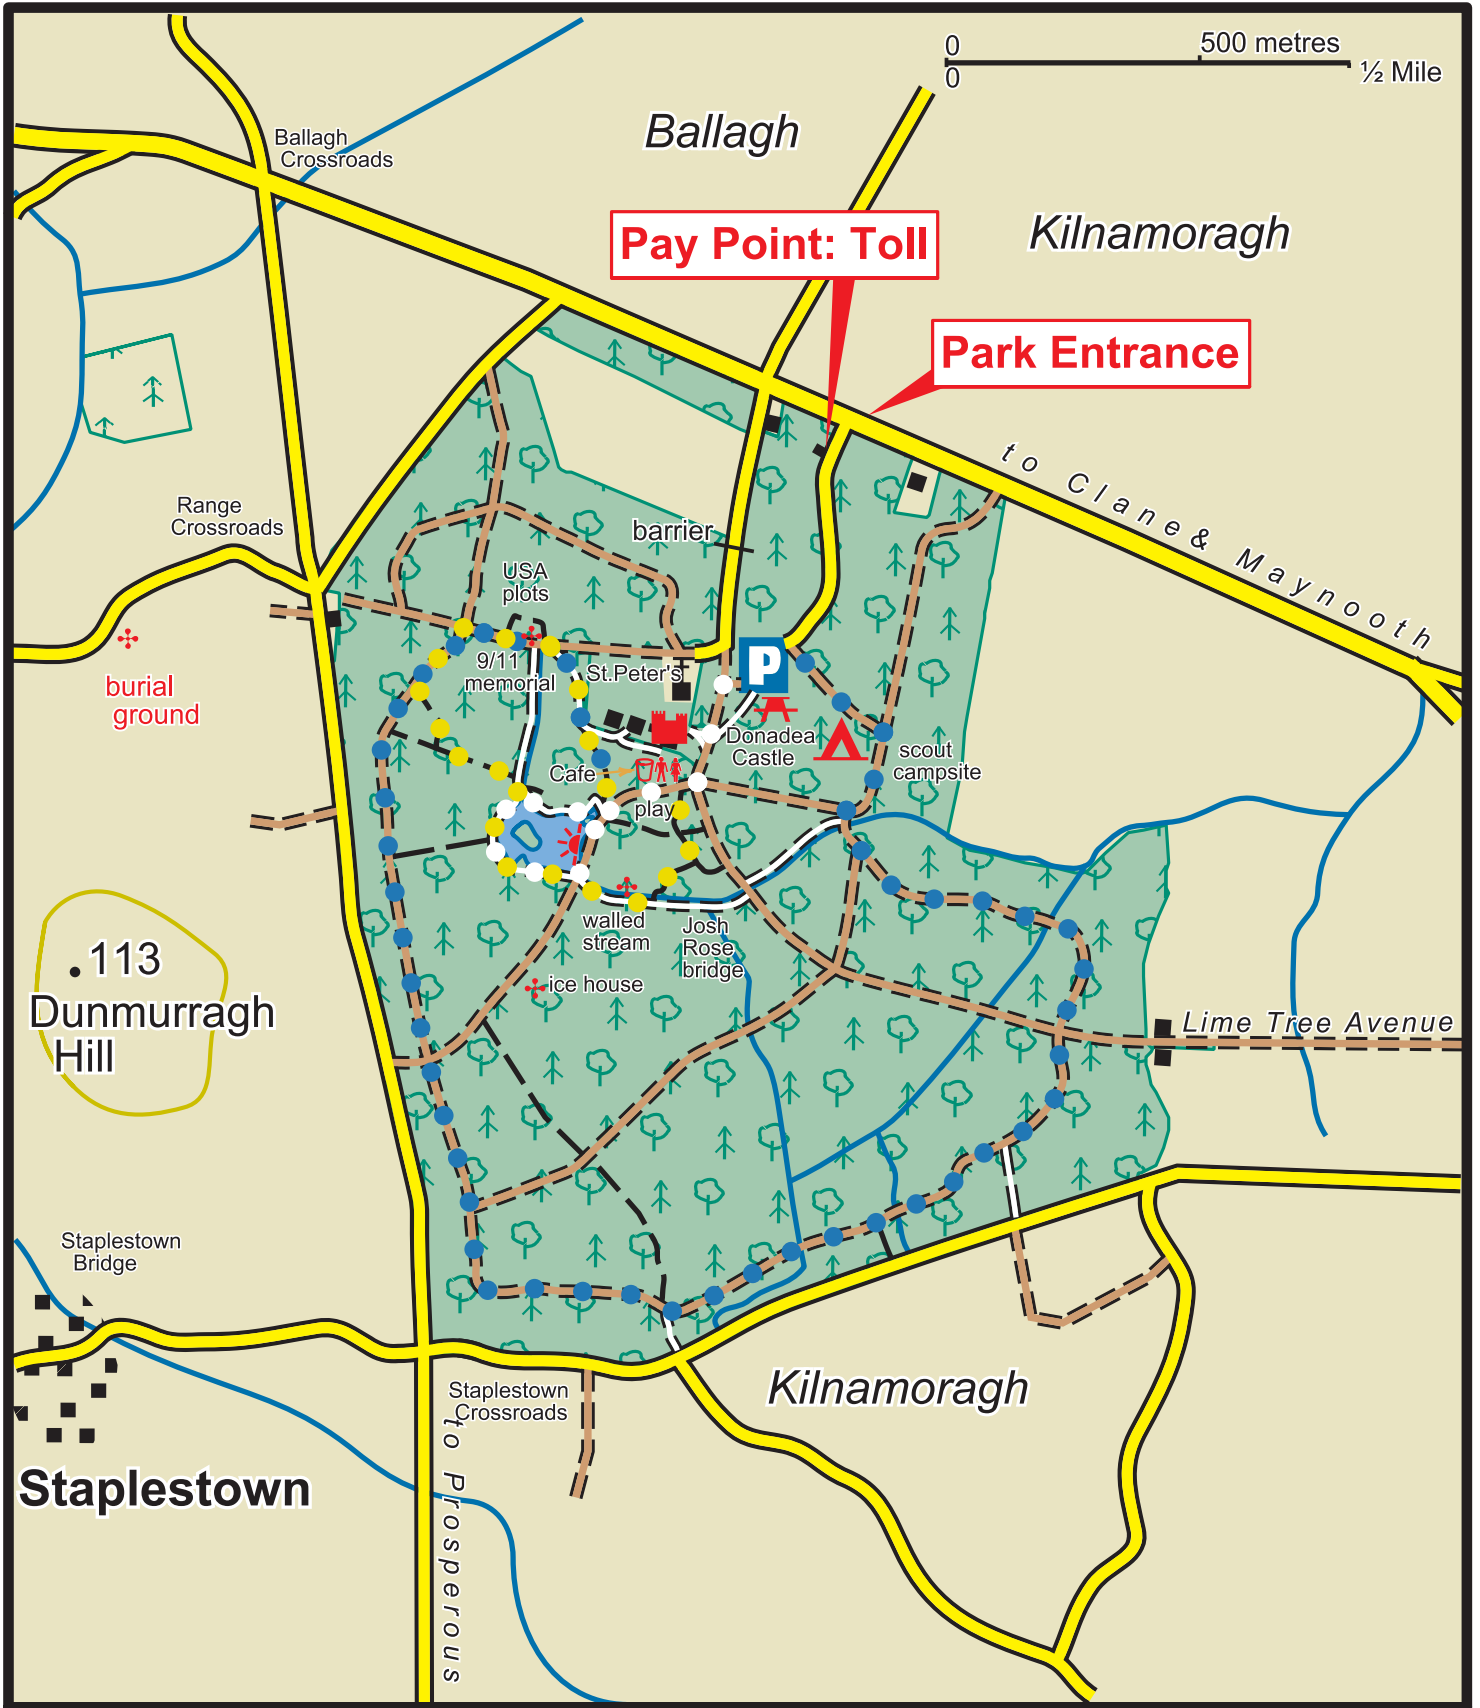 0
500 metres
0
½ Mile
Ballagh
Crossroads
Ballagh
Kilnamoragh
Pay Point: Toll
Park Entrance
to Clane & Maynooth
Range
Crossroads
barrier
USA
plots
burial
ground
9/11
memorial
St.Peter's
P
Donadea
Castle
scout
campsite
Cafe
play
walled
stream
Josh
Rose
bridge
113
Dunmurragh
Hill
ice house
Lime Tree Avenue
Staplestown
Bridge
Staplestown
Crossroads
Kilnamoragh
to Prosperous
Staplestown